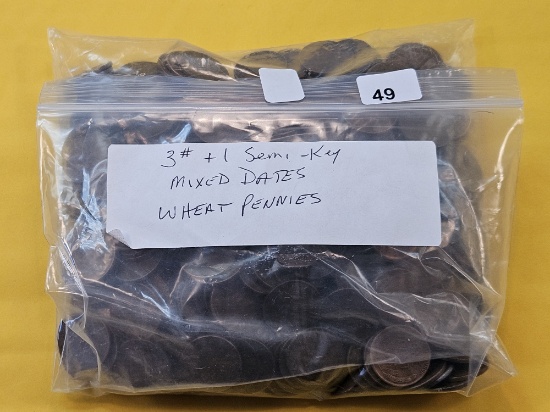 49
3# + 1 Semi-Key
MIXED DATES
WHEAT PENNIES